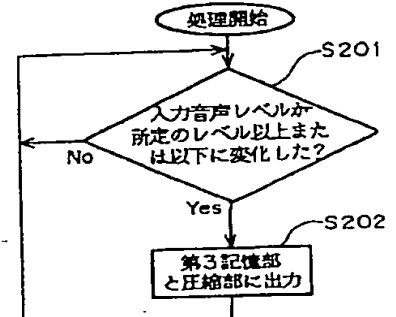 処理開始
S201
入力音声レベルが
所定のレベル以上また
は以下に変化した?
No
Yes
S202
第3記憶部
と圧縮部に出力